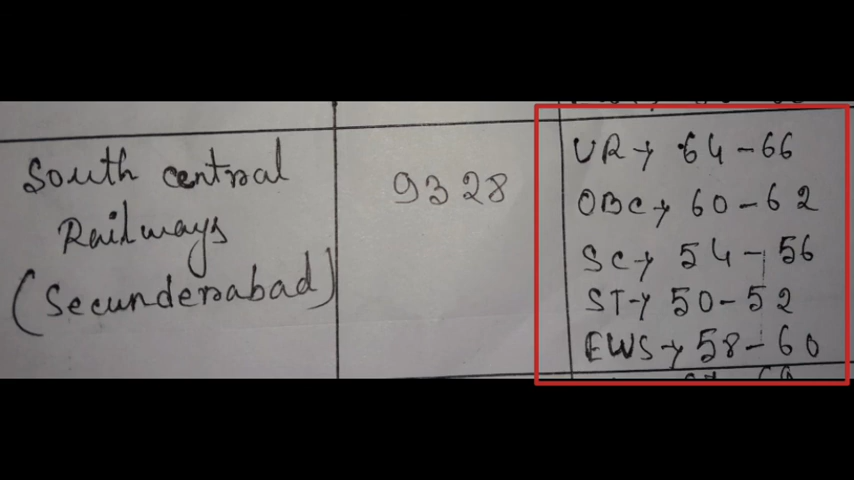 South central
Railways
(Secunderabad)
9328
UR→ 64-66
OBC→ 60-62
SC→ 54-56
ST→ 50-52
EWS→ 58-60